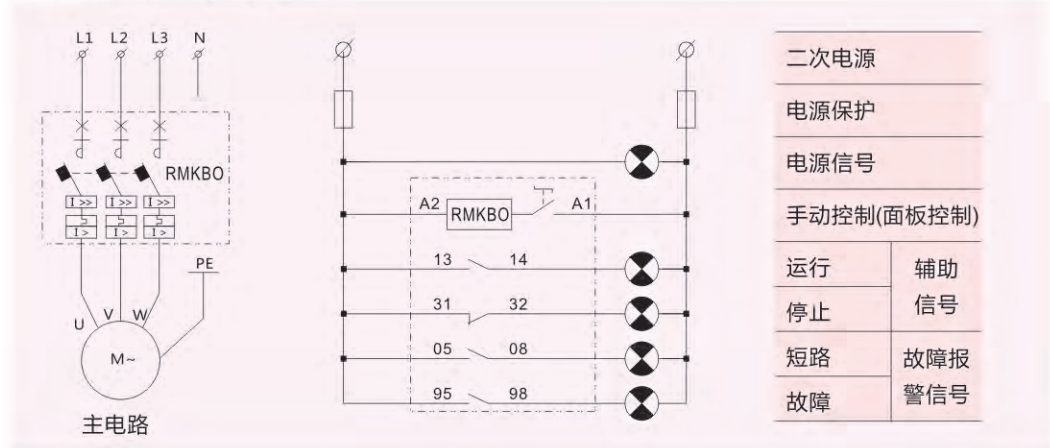 L1 L2 L3 N
RMKBO
I >> I >> I >>
I > I > I >
PE
U V W
M~
主电路
A2 RMKBO A1
13 14
31 32
05 08
95 98
二次电源
电源保护
电源信号
手动控制(面板控制)
运行
停止
辅助
信号
短路
故障
故障报
警信号